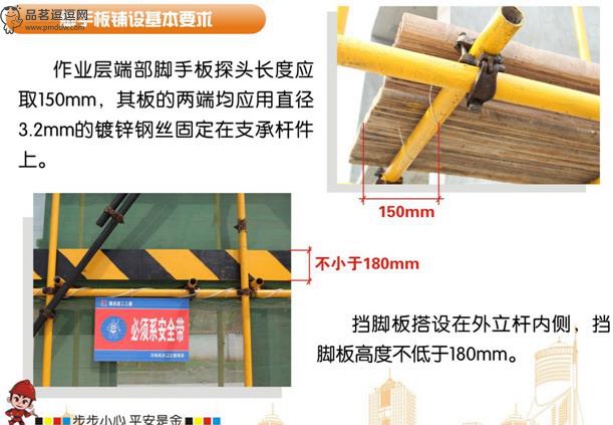 品茗逗逗网
www.pmddw.com
脚手板铺设基本要求
作业层端部脚手板探头长度应
取150mm，其板的两端均应用直径
3.2mm的镀锌钢丝固定在支承杆件
上。
150mm
不小于180mm
必须系安全带
挡脚板搭设在外立杆内侧，挡
脚板高度不低于180mm。
步步小心 平安是金